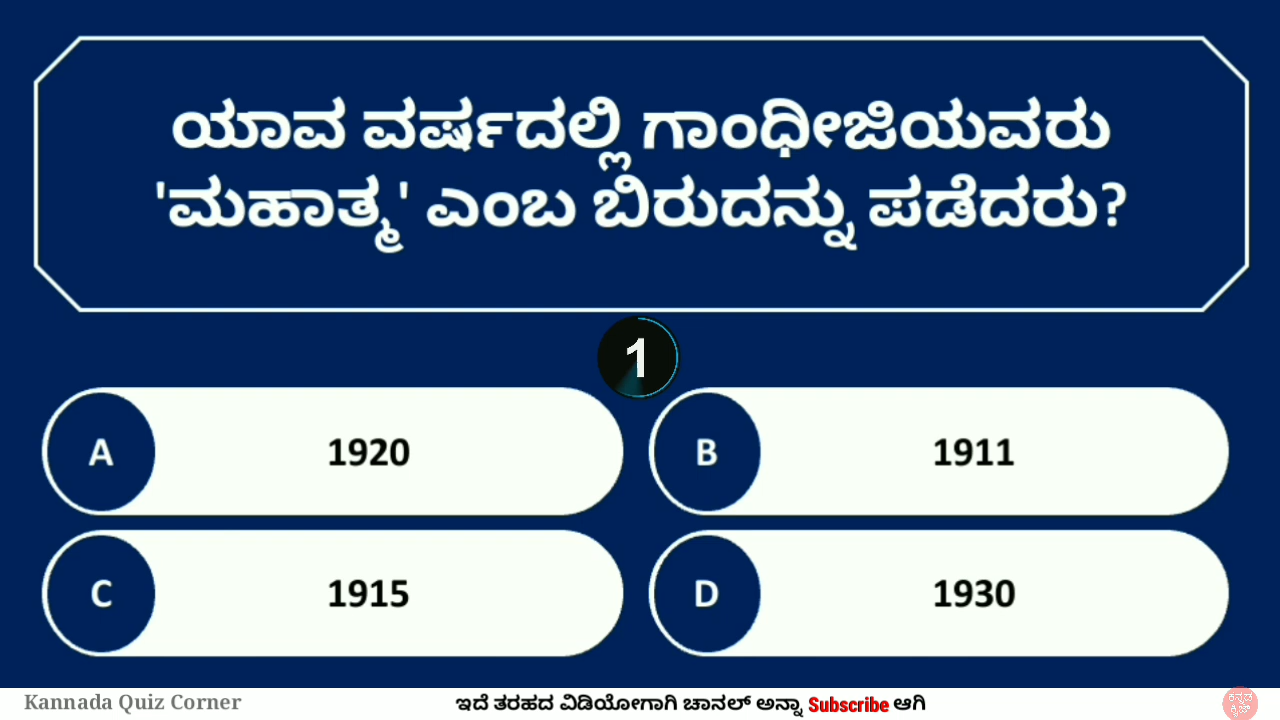 ಯಾವ ವರ್ಷದಲ್ಲಿ ಗಾಂಧೀಜಿಯವರು
'ಮಹಾತ್ಮ' ಎಂಬ ಬಿರುದನ್ನು ಪಡೆದರು?
1
A 1920
B 1911
C 1915
D 1930
Kannada Quiz Corner
ಇದೆ ತರಹದ ವಿಡಿಯೋಗಾಗಿ ಚಾನಲ್ ಅನ್ನಾ Subscribe ಆಗಿ